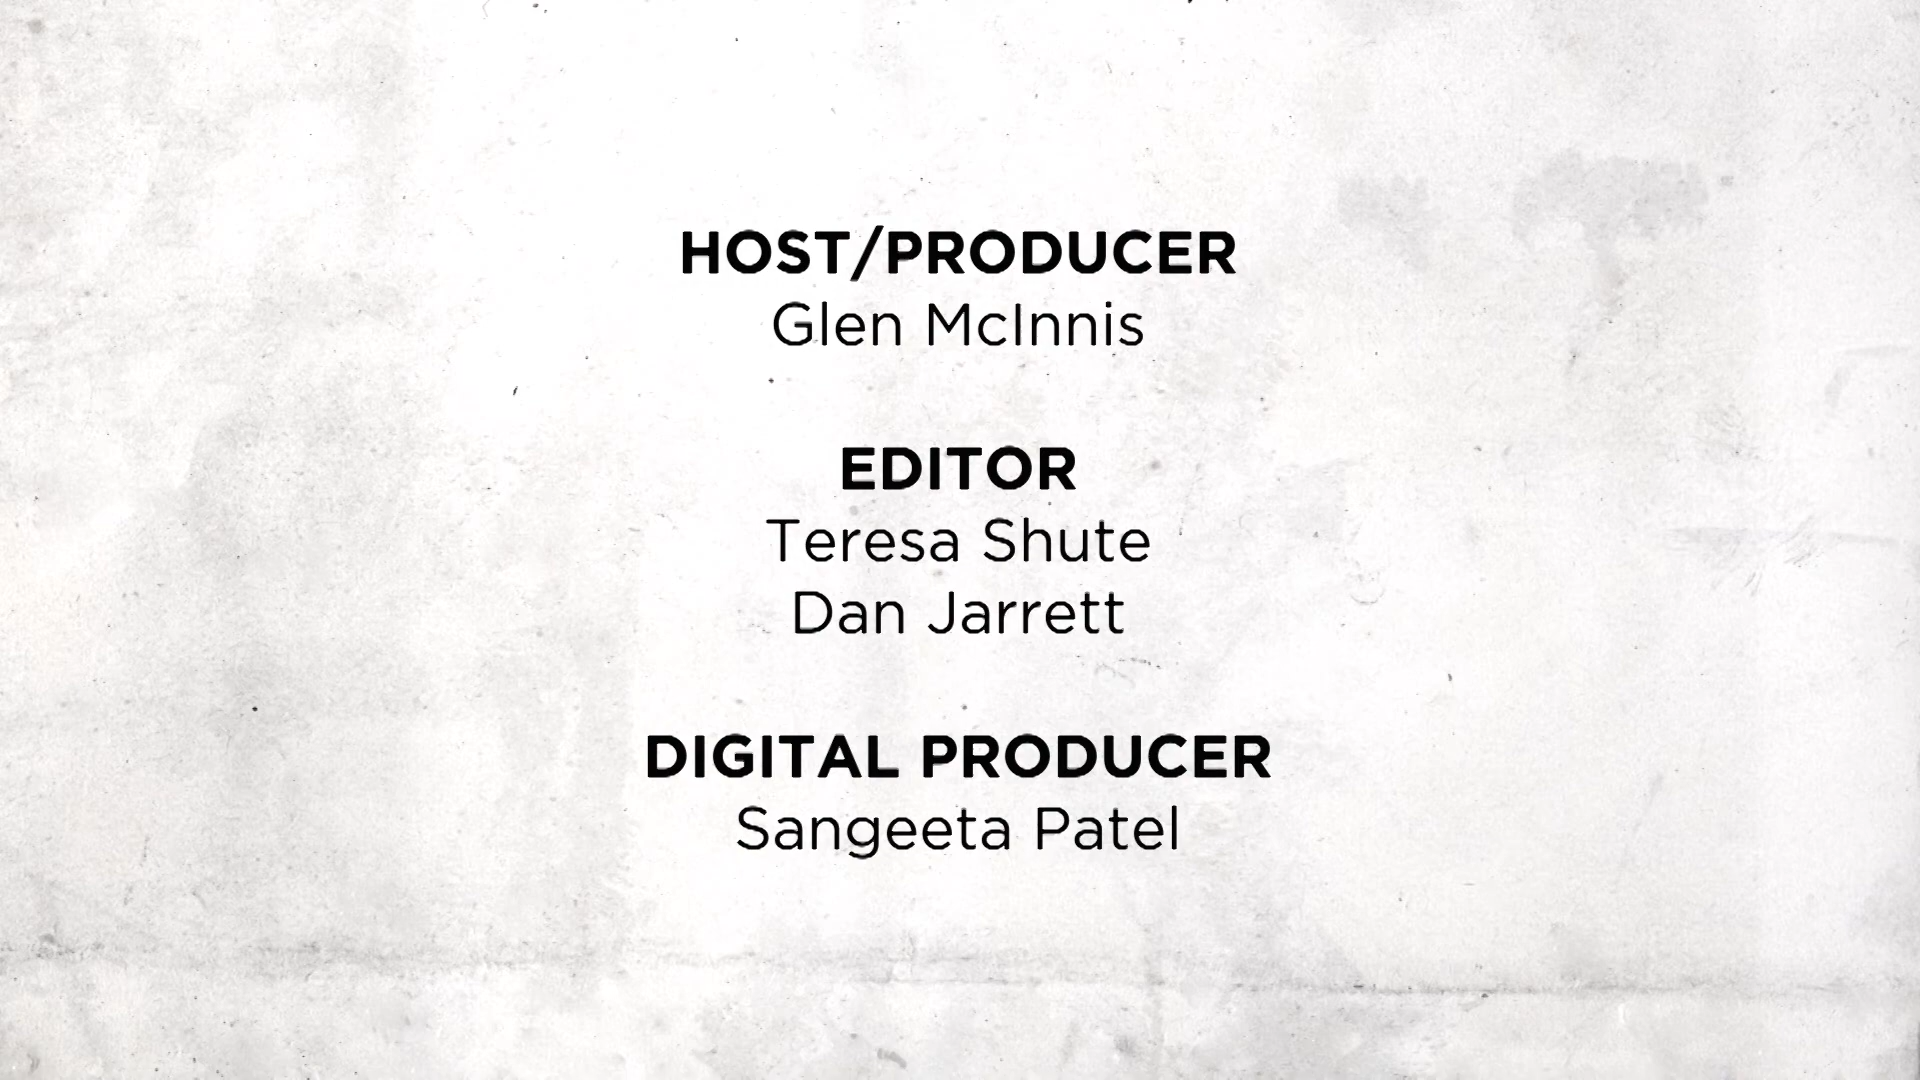 HOST/PRODUCER
Glen McInnis
EDITOR
Teresa Shute
Dan Jarrett
DIGITAL PRODUCER
Sangeeta Patel